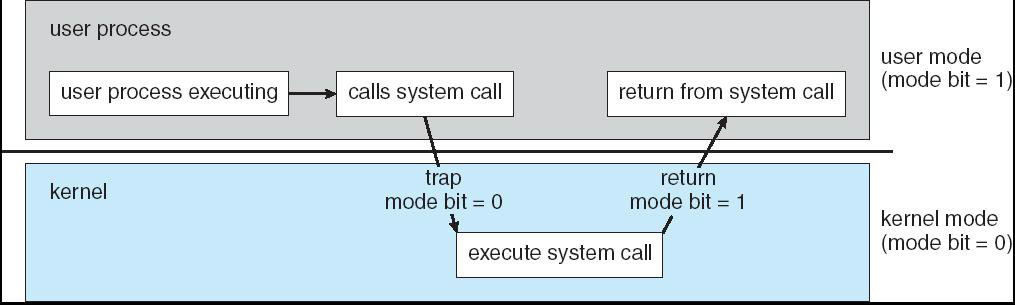 user process
user process executing
calls system call
return from system call
user mode
(mode bit = 1)
kernel
trap
mode bit = 0
return
mode bit = 1
execute system call
kernel mode
(mode bit = 0)